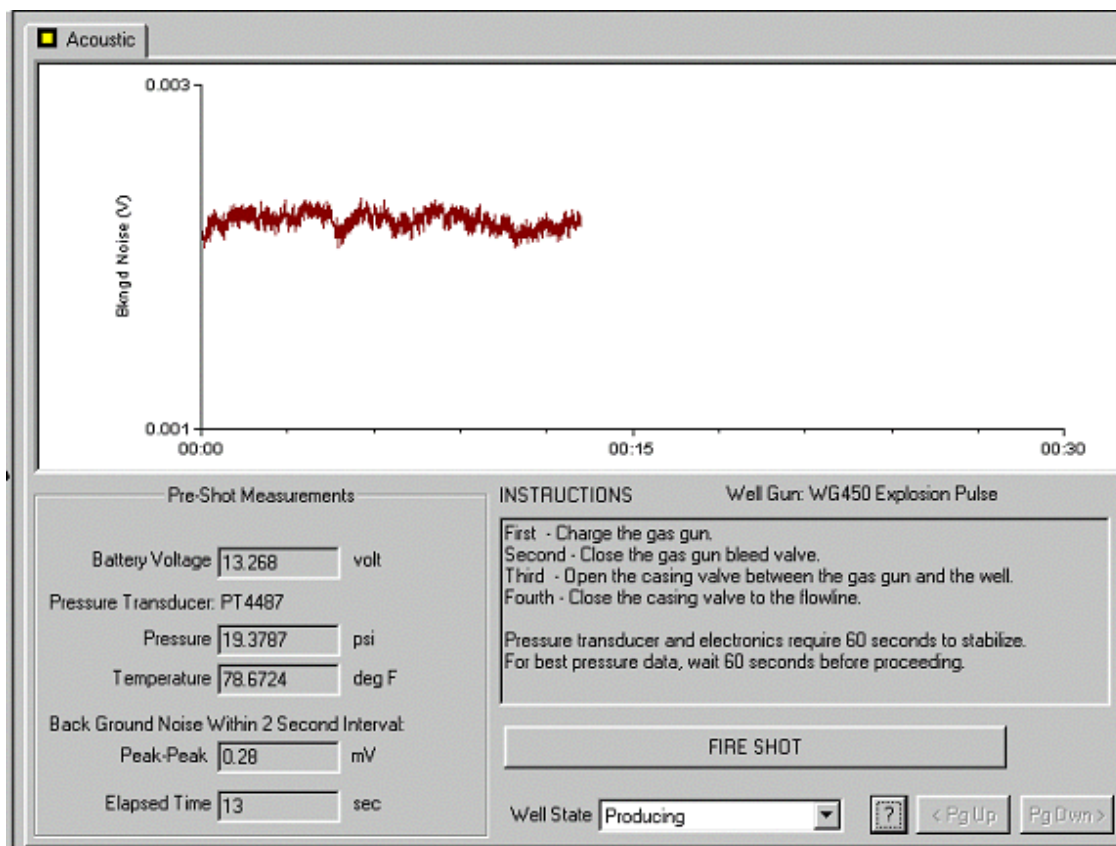 Acoustic
0.003
Bkngd Noise (V)
0.001
00:00 00:15 00:30
Pre-Shot Measurements
Battery Voltage 13.268 volt
Pressure Transducer: PT4487
Pressure 19.3787 psi
Temperature 78.6724 deg F
Back Ground Noise Within 2 Second Interval:
Peak-Peak 0.28 mV
Elapsed Time 13 sec
INSTRUCTIONS Well Gun: WG450 Explosion Pulse
First - Charge the gas gun.
Second - Close the gas gun bleed valve.
Third - Open the casing valve between the gas gun and the well.
Fourth - Close the casing valve to the flowline.
Pressure transducer and electronics require 60 seconds to stabilize.
For best pressure data, wait 60 seconds before proceeding.
FIRE SHOT
Well State Producing ? < Pg Up Pg Dwn >